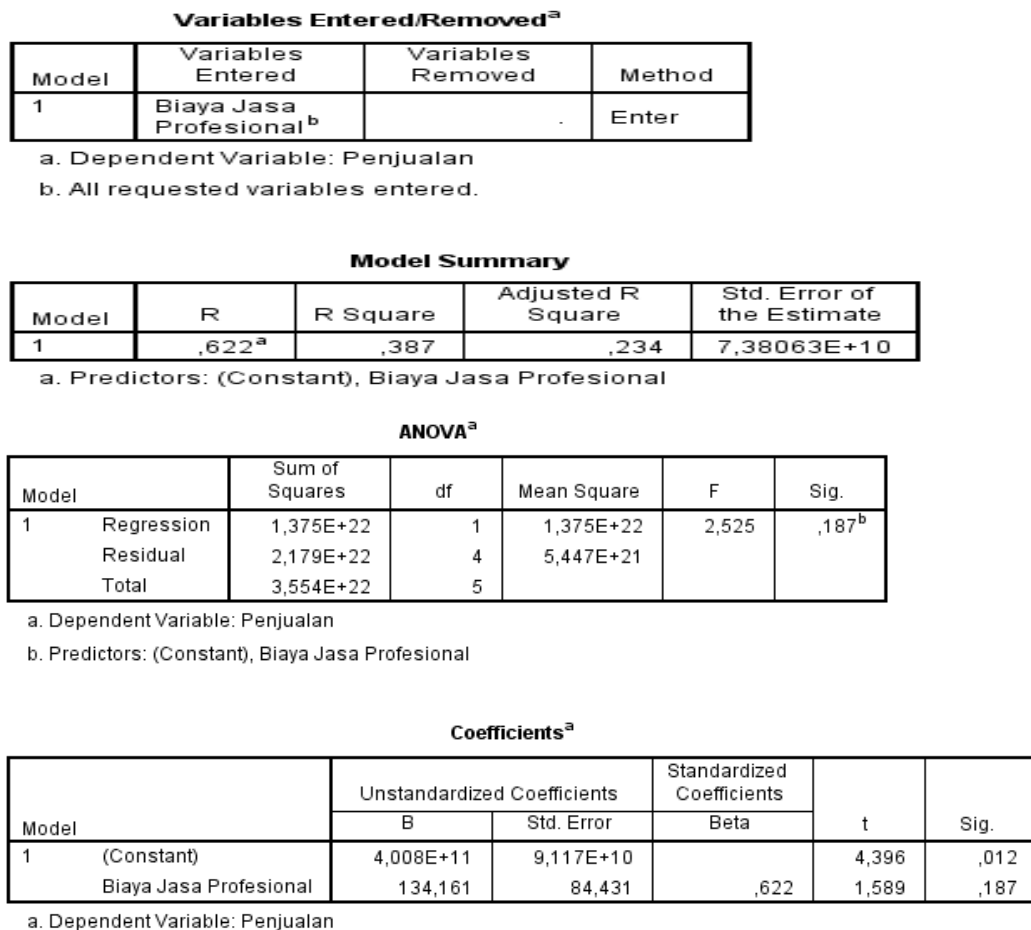 Variables Entered/Removedᵃ
Model Variables Entered Variables Removed Method
1 Biaya Jasa Profesionalᵇ . Enter
a. Dependent Variable: Penjualan
b. All requested variables entered.
Model Summary
Model R R Square Adjusted R Square Std. Error of the Estimate
1 ,622ᵃ ,387 ,234 7,38063E+10
a. Predictors: (Constant), Biaya Jasa Profesional
ANOVAᵃ
Model Sum of Squares df Mean Square F Sig.
1 Regression 1,375E+22 1 1,375E+22 2,525 ,187ᵇ
Residual 2,179E+22 4 5,447E+21
Total 3,554E+22 5
a. Dependent Variable: Penjualan
b. Predictors: (Constant), Biaya Jasa Profesional
Coefficientsᵃ
Model Unstandardized Coefficients Standardized Coefficients t Sig.
B Std. Error Beta
1 (Constant) 4,008E+11 9,117E+10 4,396 ,012
Biaya Jasa Profesional 134,161 84,431 ,622 1,589 ,187
a. Dependent Variable: Penjualan